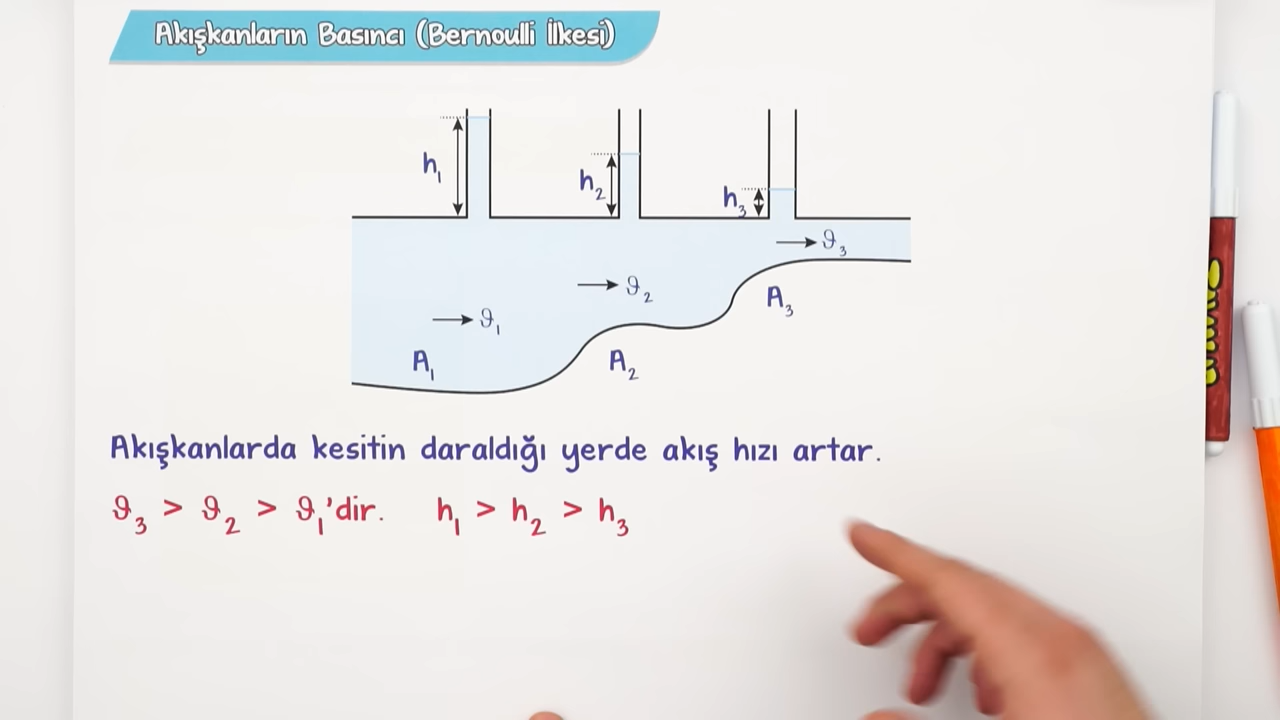 Akışkanların Basıncı (Bernoulli İlkesi)
h₁
h₂
h₃
ϑ₃
ϑ₂
ϑ₁
A₃
A₁
A₂
Akışkanlarda kesitin daraldığı yerde akış hızı artar.
ϑ₃ > ϑ₂ > ϑ₁'dir. h₁ > h₂ > h₃